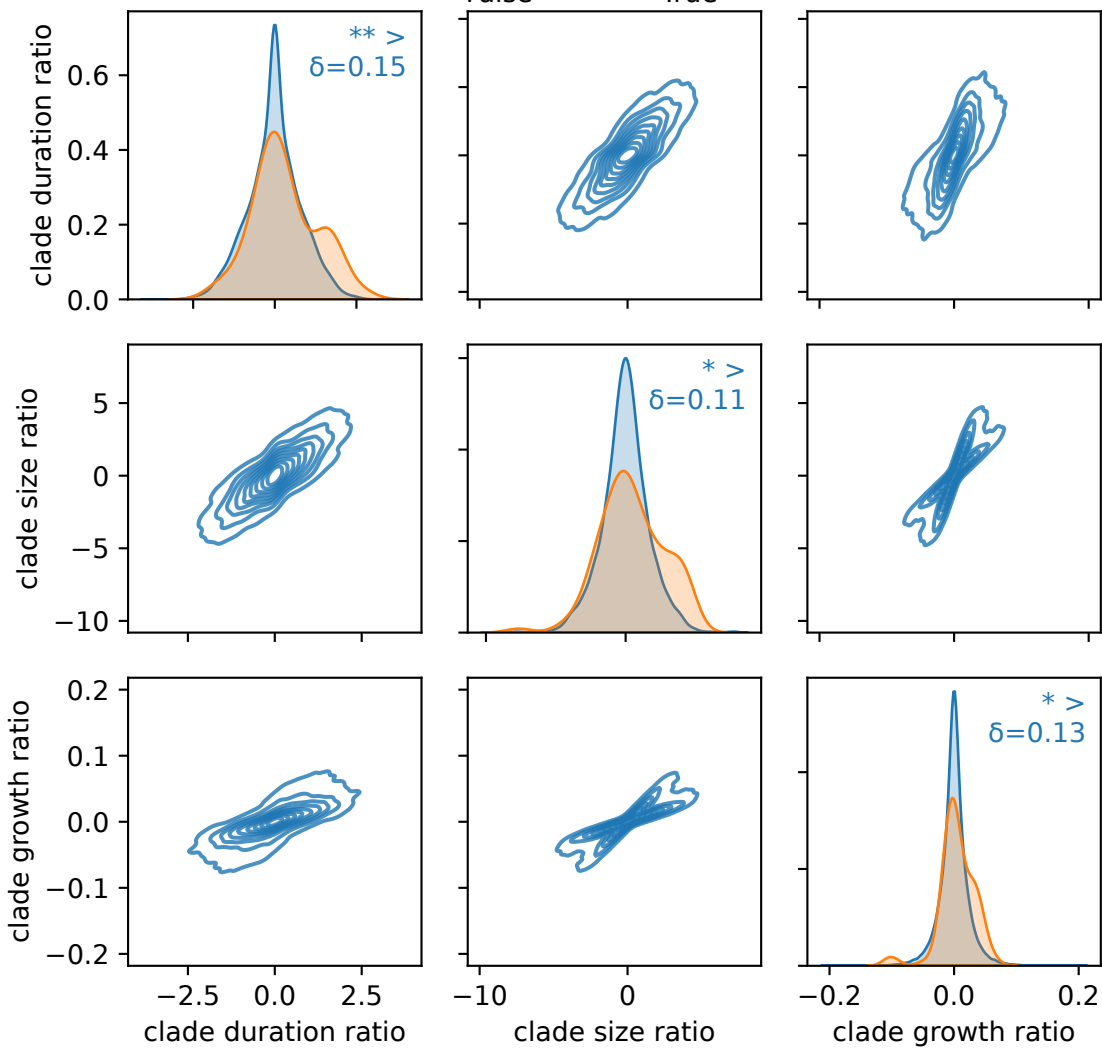 clade duration ratio
0.6
0.4
0.2
0.0
** >
δ=0.15
clade size ratio
5
0
−5
−10
* >
δ=0.11
clade growth ratio
0.2
0.1
0.0
−0.1
−0.2
* >
δ=0.13
−2.5 0.0 2.5
clade duration ratio
−10 0
clade size ratio
−0.2 0.0 0.2
clade growth ratio